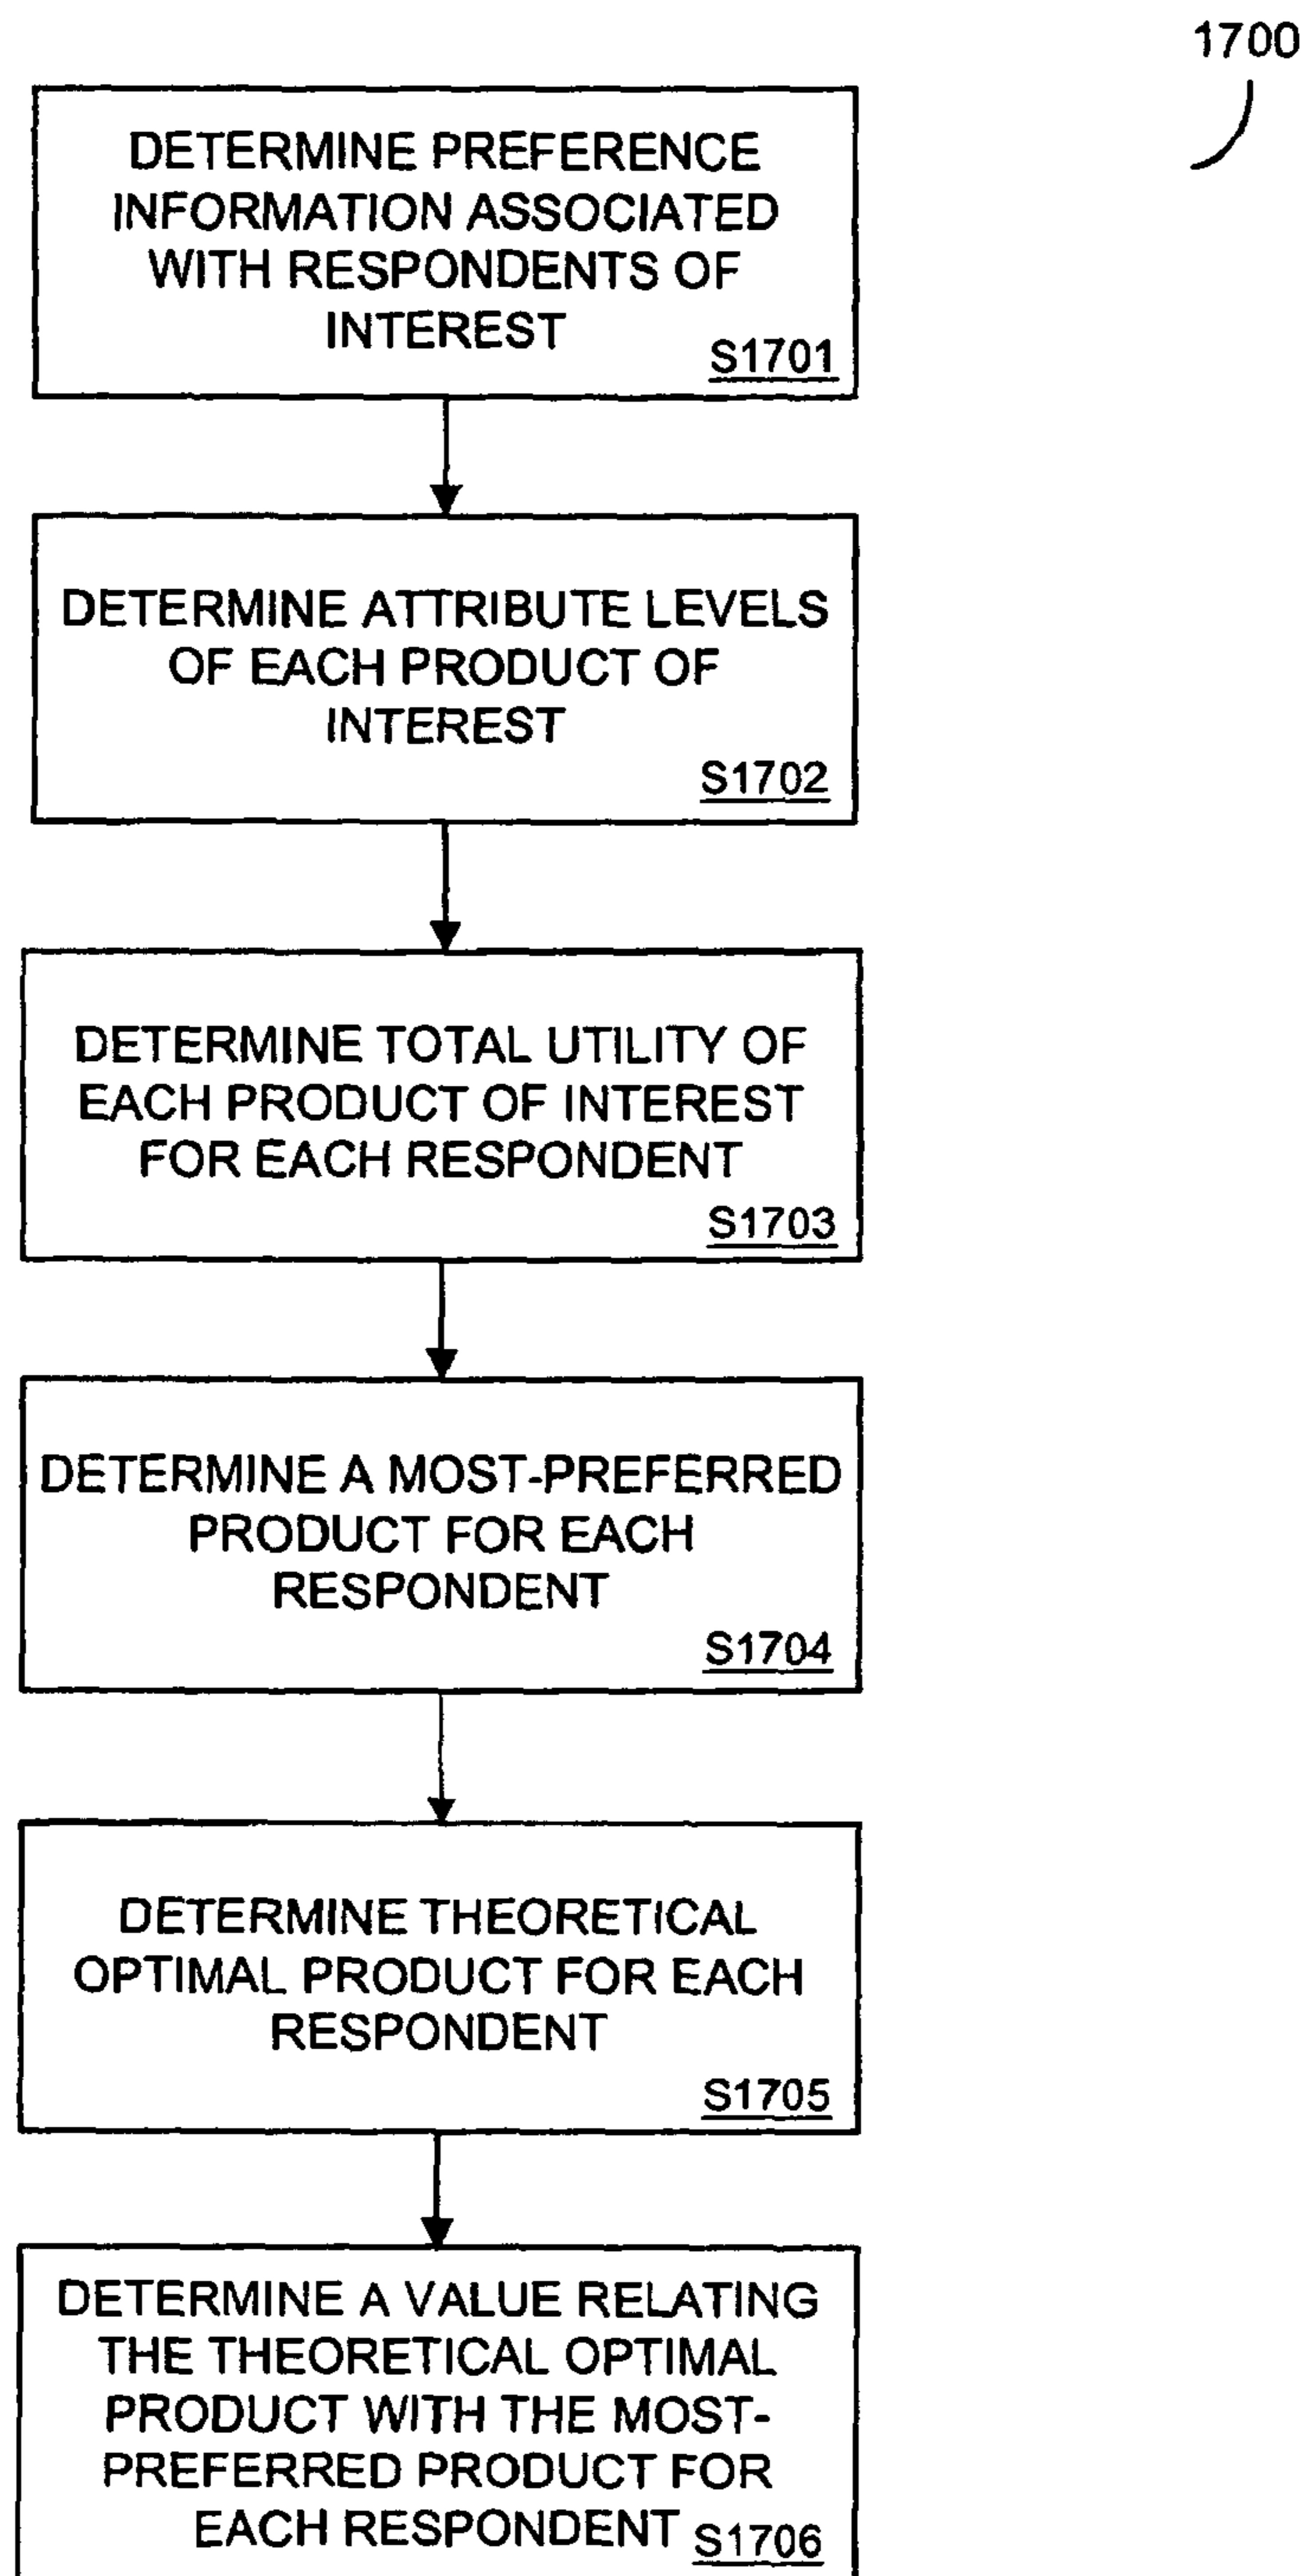 1700
DETERMINE PREFERENCE
INFORMATION ASSOCIATED
WITH RESPONDENTS OF
INTEREST
S1701
DETERMINE ATTRIBUTE LEVELS
OF EACH PRODUCT OF
INTEREST
S1702
DETERMINE TOTAL UTILITY OF
EACH PRODUCT OF INTEREST
FOR EACH RESPONDENT
S1703
DETERMINE A MOST-PREFERRED
PRODUCT FOR EACH
RESPONDENT
S1704
DETERMINE THEORETICAL
OPTIMAL PRODUCT FOR EACH
RESPONDENT
S1705
DETERMINE A VALUE RELATING
THE THEORETICAL OPTIMAL
PRODUCT WITH THE MOST-
PREFERRED PRODUCT FOR
EACH RESPONDENT S1706